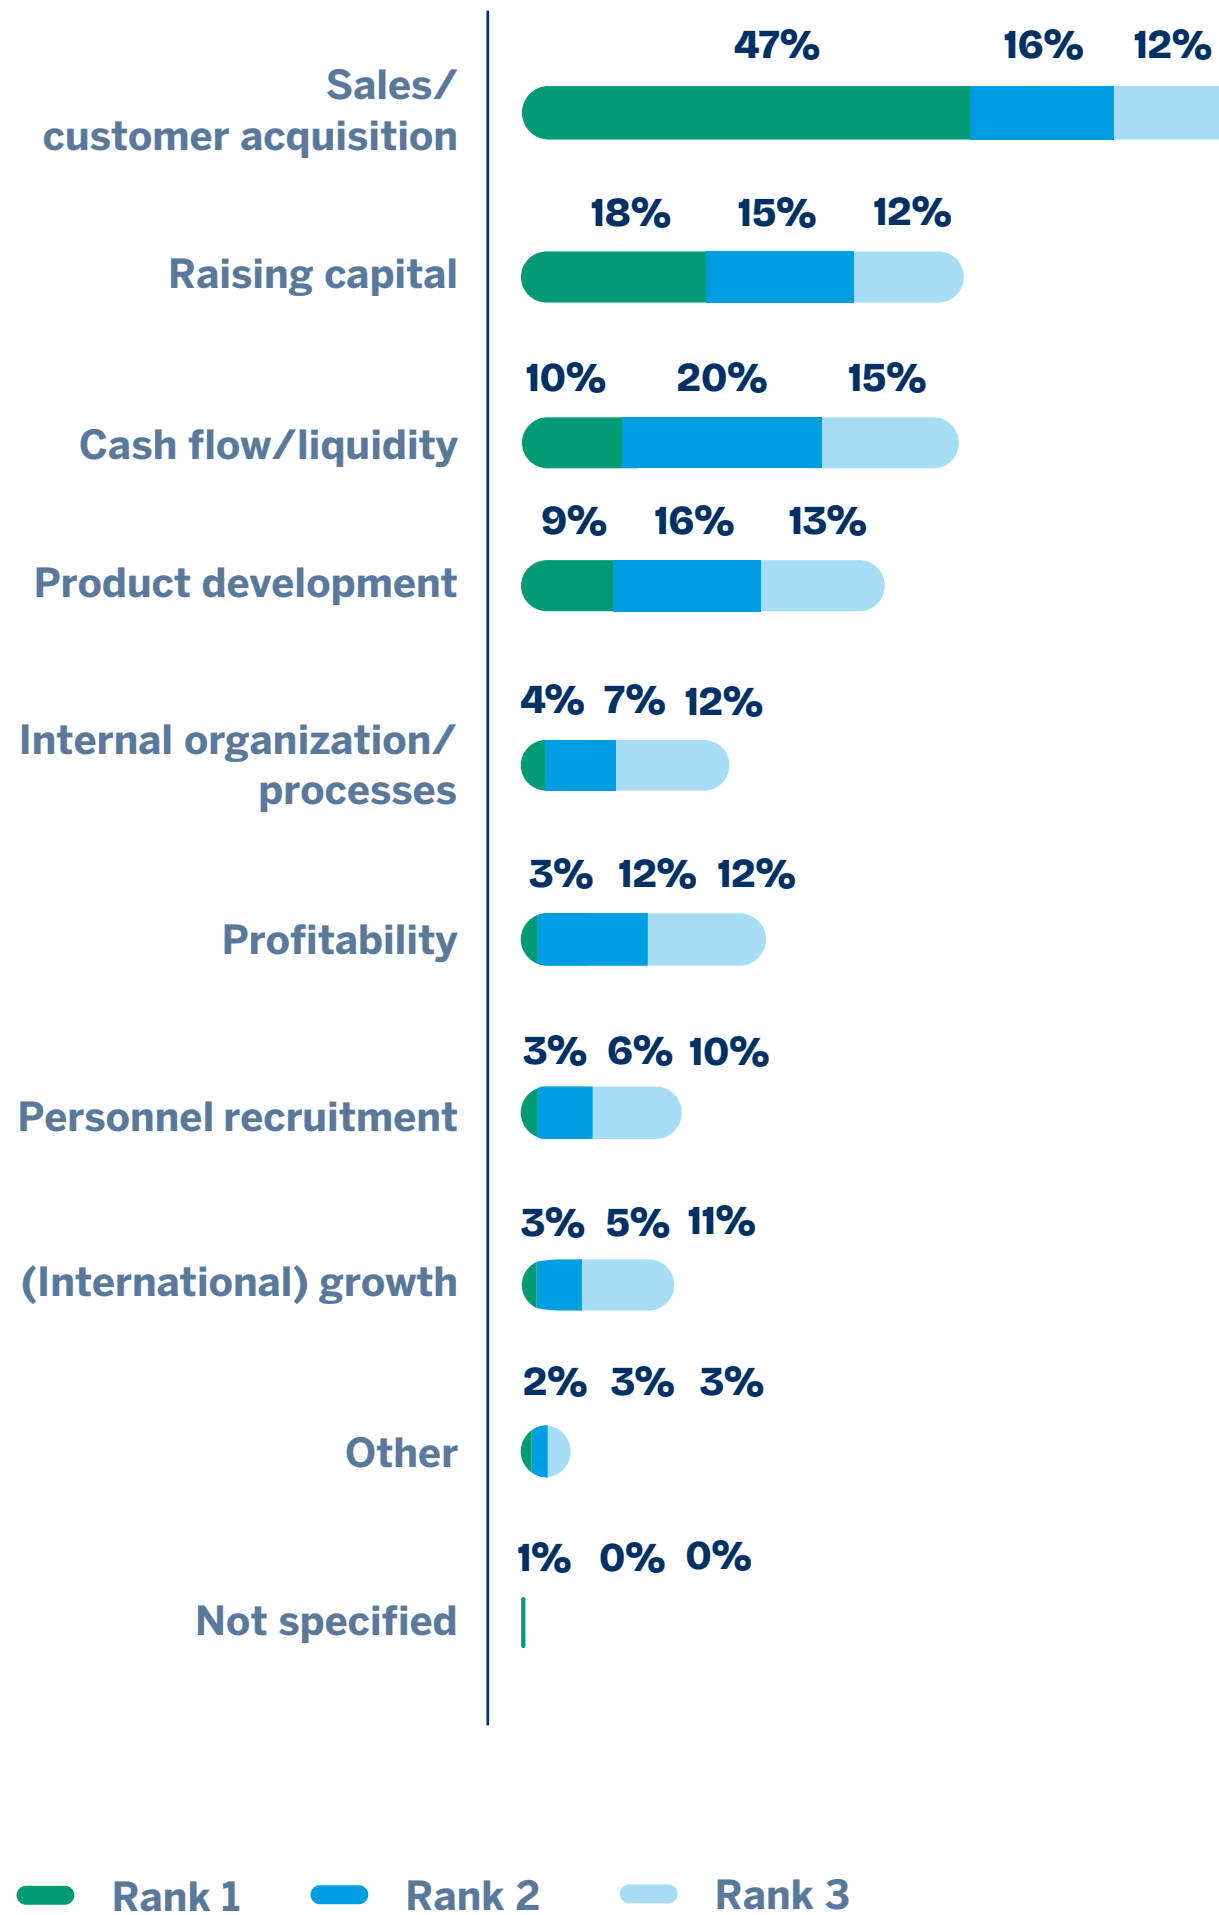 47% 16% 12%
Sales/
customer acquisition
18% 15% 12%
Raising capital
10% 20% 15%
Cash flow/liquidity
9% 16% 13%
Product development
4% 7% 12%
Internal organization/
processes
3% 12% 12%
Profitability
3% 6% 10%
Personnel recruitment
3% 5% 11%
(International) growth
2% 3% 3%
Other
1% 0% 0%
Not specified
Rank 1 Rank 2 Rank 3